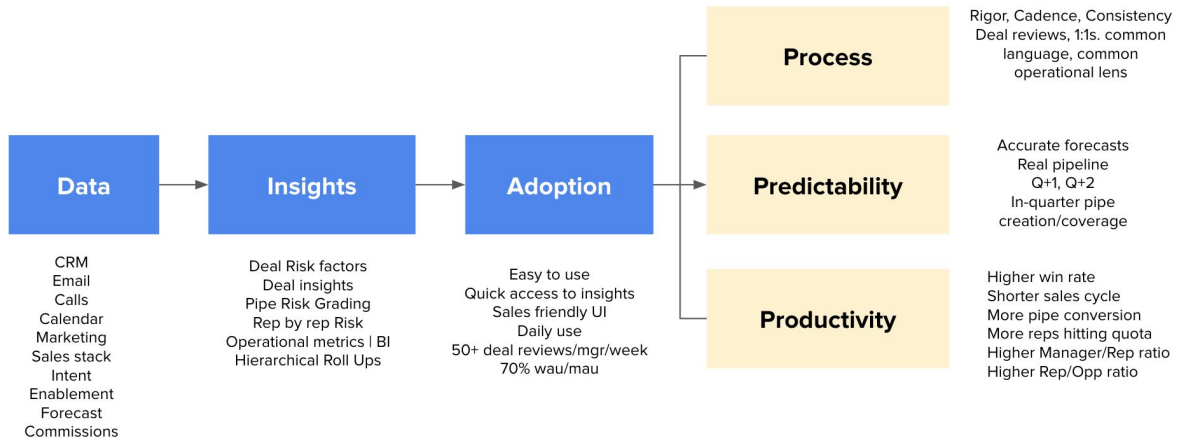 Data
CRM
Email
Calls
Calendar
Marketing
Sales stack
Intent
Enablement
Forecast
Commissions
Insights
Deal Risk factors
Deal insights
Pipe Risk Grading
Rep by rep Risk
Operational metrics | BI
Hierarchical Roll Ups
Adoption
Easy to use
Quick access to insights
Sales friendly UI
Daily use
50+ deal reviews/mgr/week
70% wau/mau
Process
Rigor, Cadence, Consistency
Deal reviews, 1:1s. common
language, common
operational lens
Predictability
Accurate forecasts
Real pipeline
Q+1, Q+2
In-quarter pipe
creation/coverage
Productivity
Higher win rate
Shorter sales cycle
More pipe conversion
More reps hitting quota
Higher Manager/Rep ratio
Higher Rep/Opp ratio